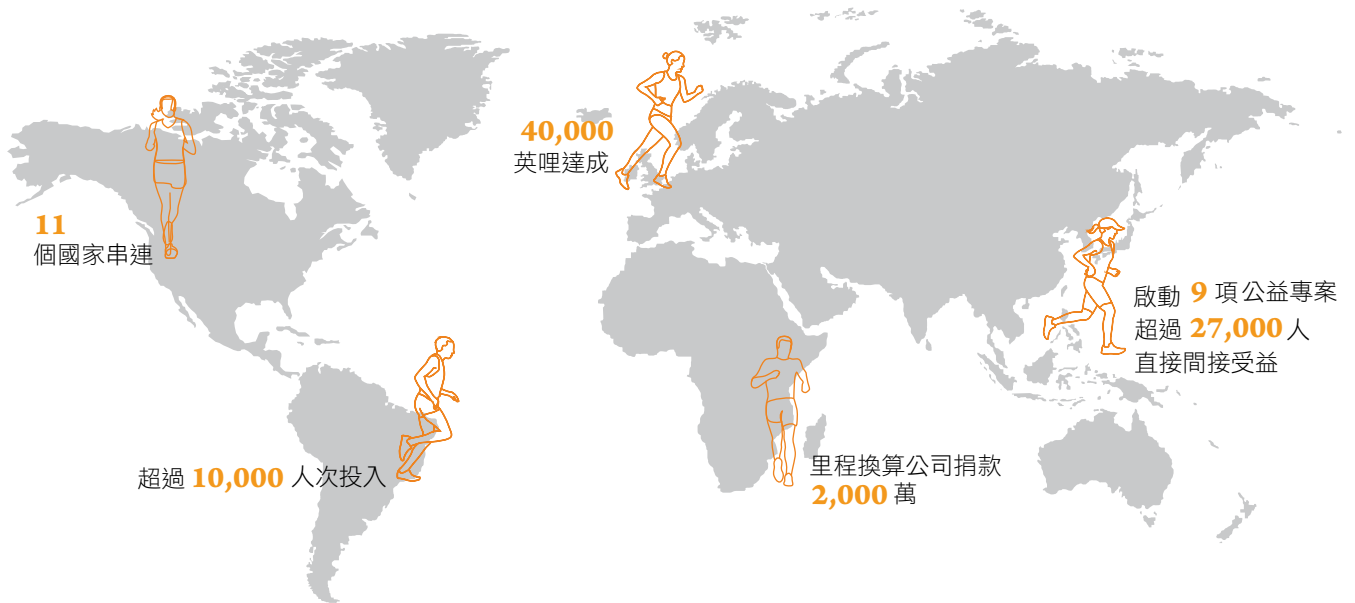 11
個國家串連
40,000
英哩達成
啟動 9 項公益專案
超過 27,000 人
直接間接受益
超過 10,000 人次投入
里程換算公司捐款
2,000 萬